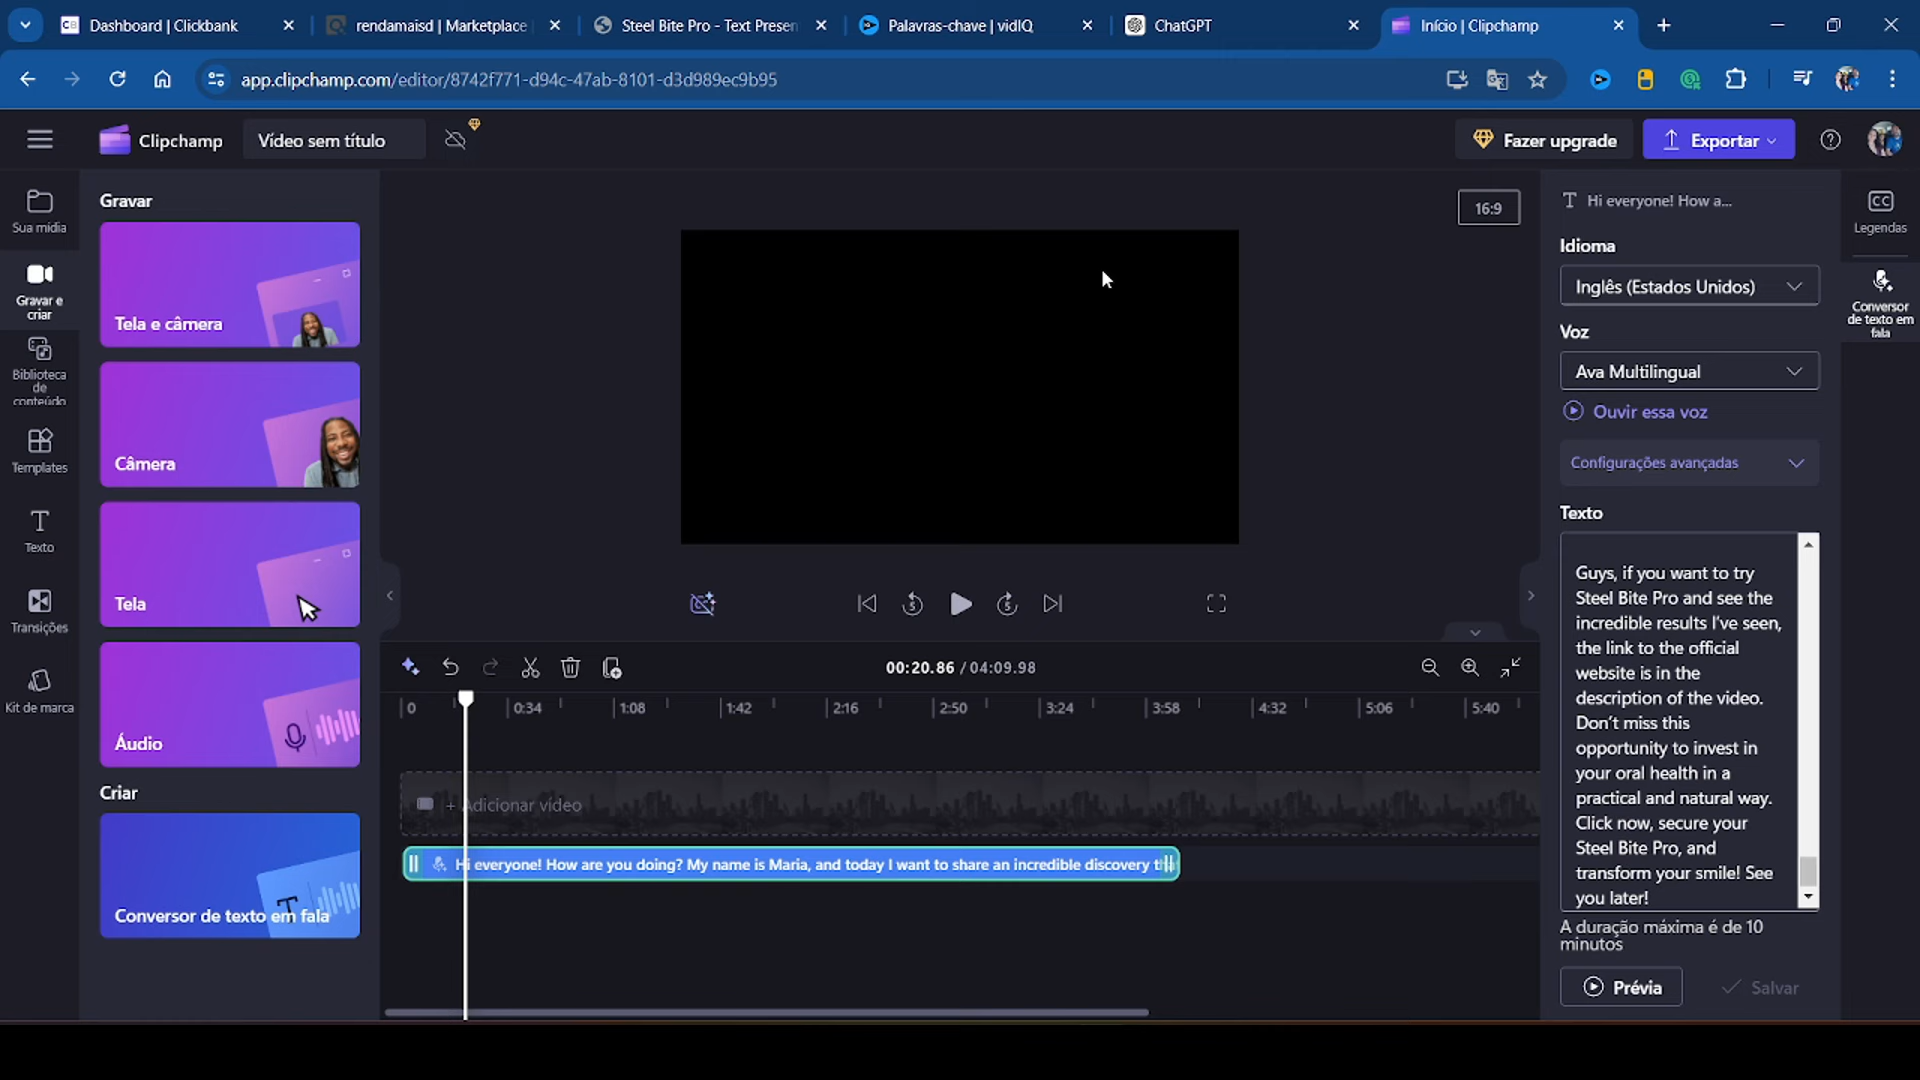 Dashboard | Clickbank
rendamaisd | Marketplace
Steel Bite Pro - Text Presen
Palavras-chave | vidIQ
ChatGPT
Início | Clipchamp
app.clipchamp.com/editor/8742f771-d94c-47ab-8101-d3d989ec9b95
Clipchamp
Vídeo sem título
Fazer upgrade
Exportar
Sua mídia
Gravar e
criar
Biblioteca
de
conteúdo
Templates
Texto
Transições
Kit de marca
Gravar
Tela e câmera
Câmera
Tela
Áudio
Criar
Conversor de texto em fala
16:9
00:20.86 / 04:09.98
0
0:34
1:08
1:42
2:16
2:50
3:24
3:58
4:32
5:06
5:40
+ Adicionar vídeo
Hi everyone! How are you doing? My name is Maria, and today I want to share an incredible discovery
T Hi everyone! How a...
Idioma
Inglês (Estados Unidos)
Voz
Ava Multilingual
Ouvir essa voz
Configurações avançadas
Texto
Guys, if you want to try
Steel Bite Pro and see the
incredible results I've seen,
the link to the official
website is in the
description of the video.
Don't miss this
opportunity to invest in
your oral health in a
practical and natural way.
Click now, secure your
Steel Bite Pro, and
transform your smile! See
you later!
A duração máxima é de 10
minutos
Prévia
Salvar
CC
Legendas
Conversor
de texto em
fala